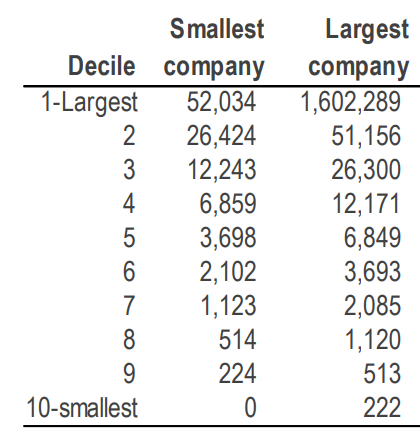 Smallest Largest
Decile company company
1-Largest 52,034 1,602,289
2 26,424 51,156
3 12,243 26,300
4 6,859 12,171
5 3,698 6,849
6 2,102 3,693
7 1,123 2,085
8 514 1,120
9 224 513
10-smallest 0 222